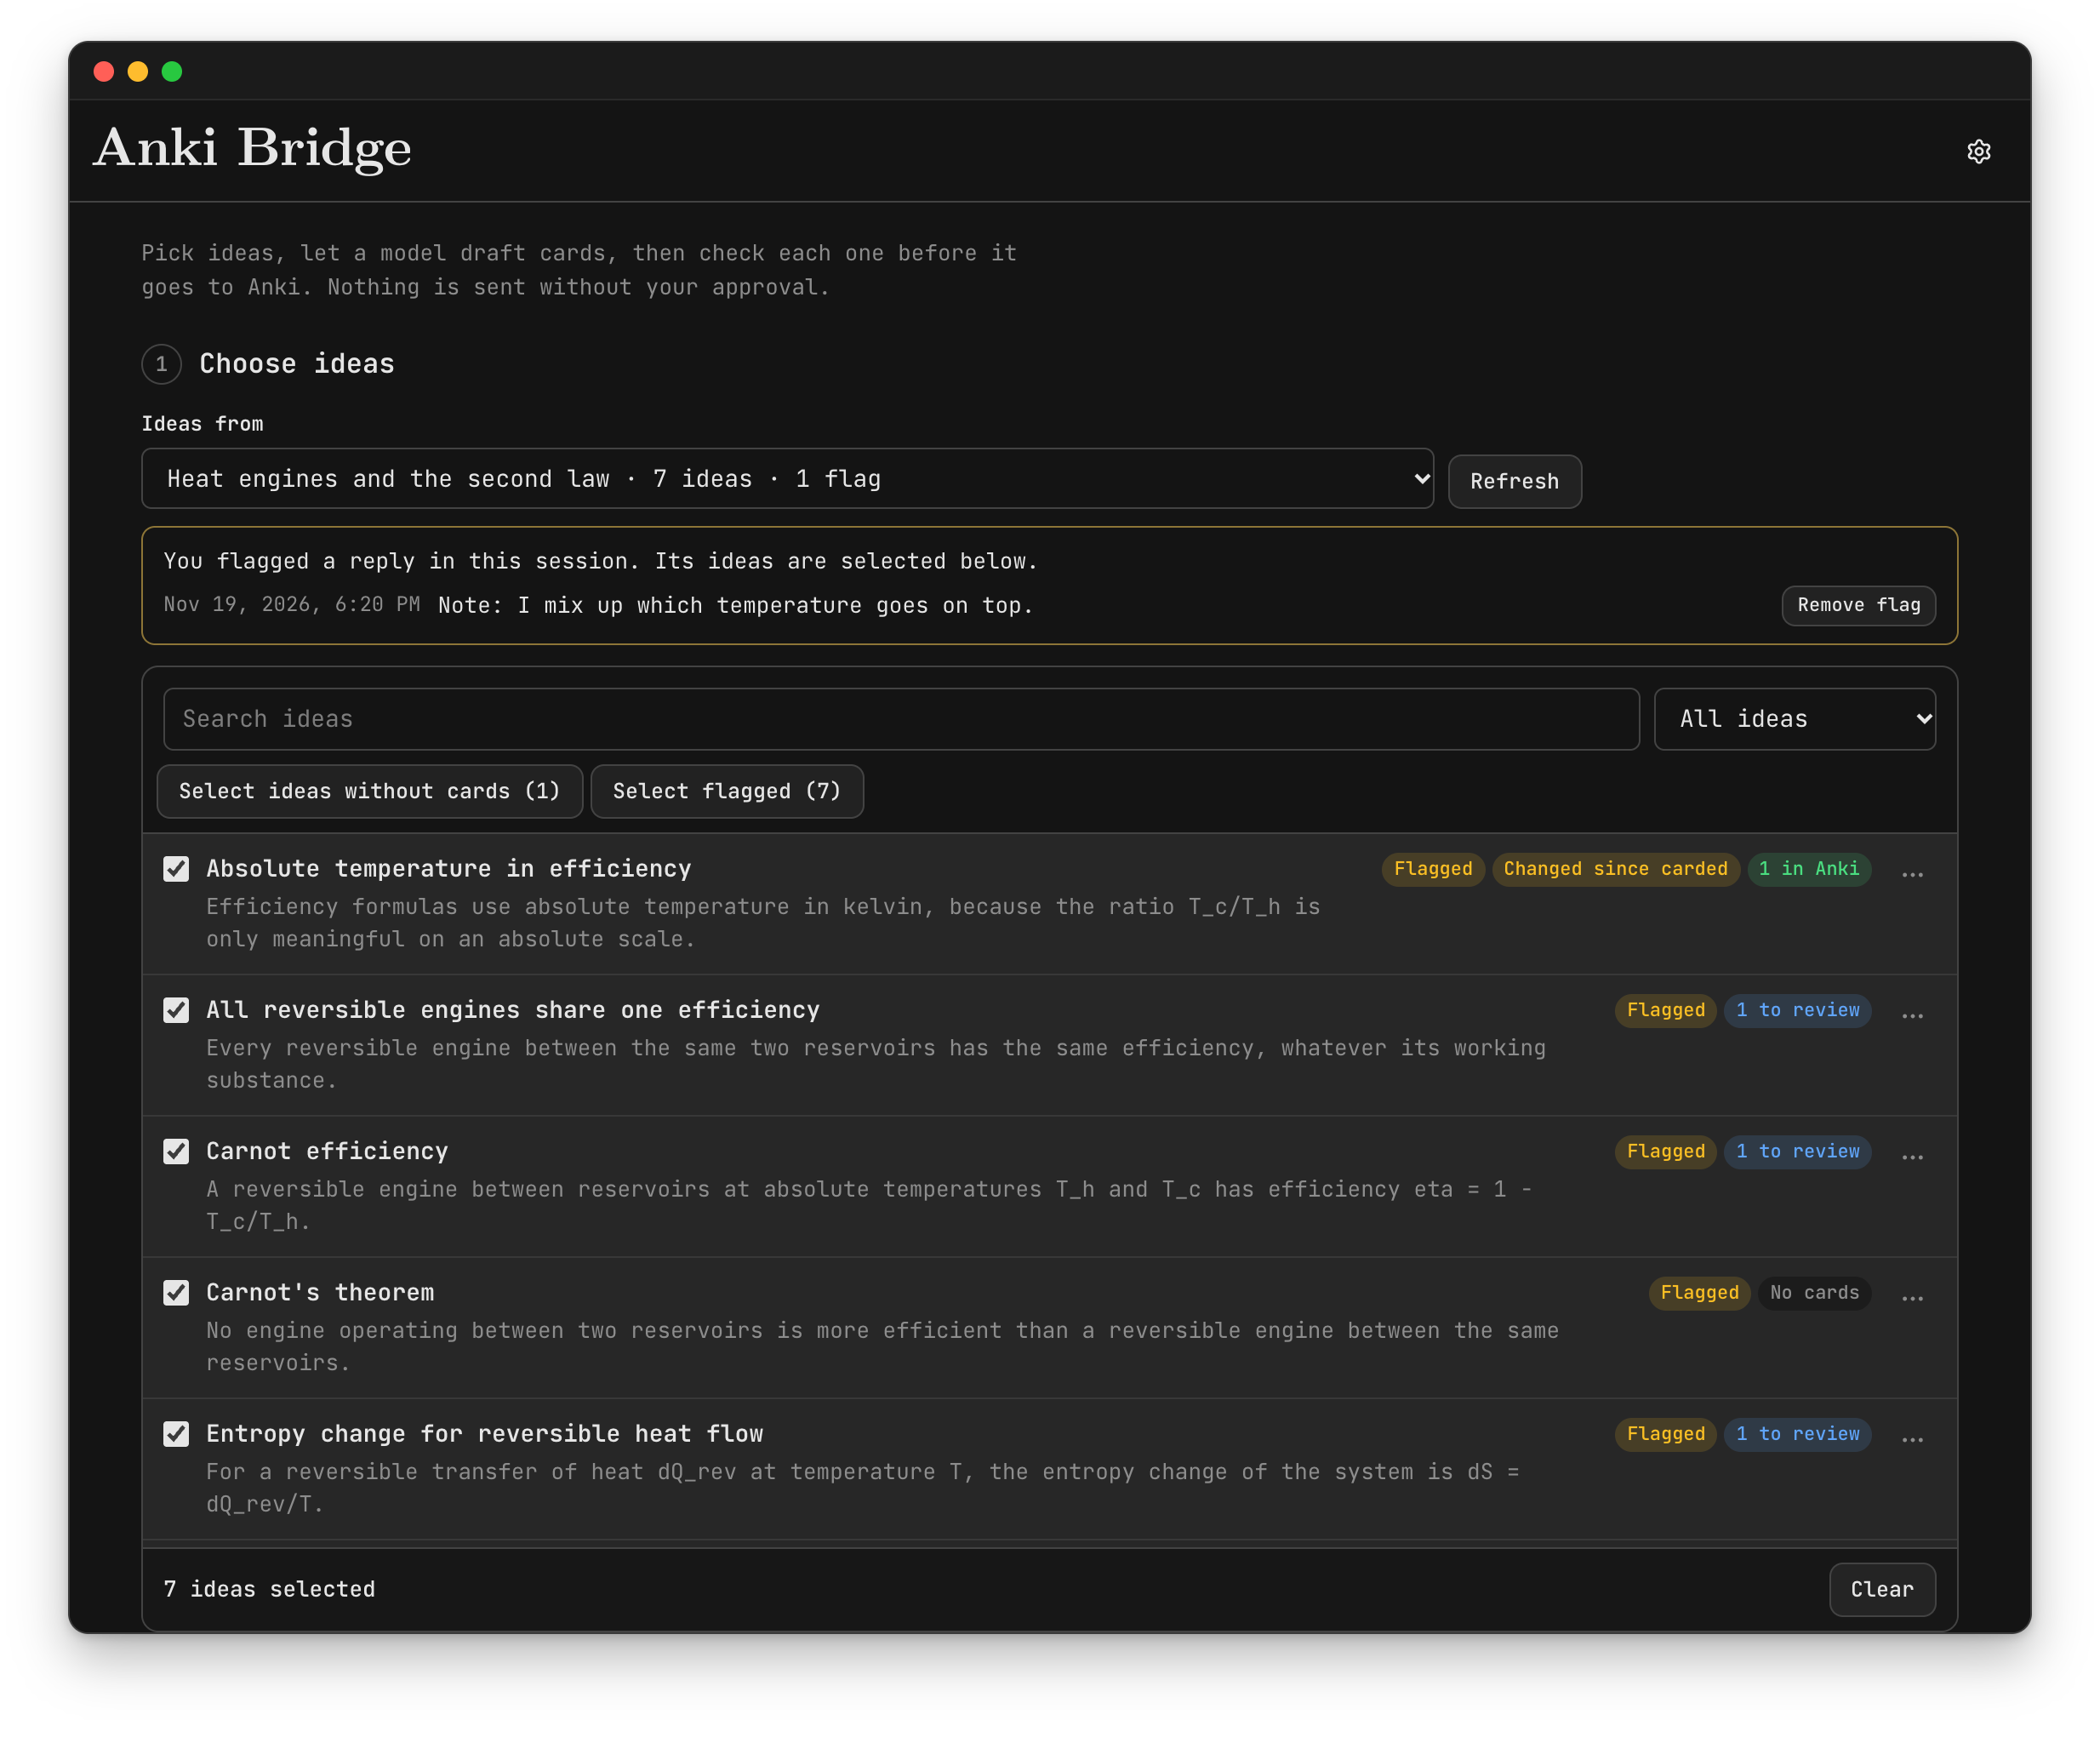 Anki Bridge
Pick ideas, let a model draft cards, then check each one before it
goes to Anki. Nothing is sent without your approval.
1 Choose ideas
Ideas from
Heat engines and the second law · 7 ideas · 1 flag
Refresh
You flagged a reply in this session. Its ideas are selected below.
Nov 19, 2026, 6:20 PM Note: I mix up which temperature goes on top.
Remove flag
Search ideas
All ideas
Select ideas without cards (1)
Select flagged (7)
Absolute temperature in efficiency
Flagged
Changed since carded
1 in Anki
...
Efficiency formulas use absolute temperature in kelvin, because the ratio T_c/T_h is
only meaningful on an absolute scale.
All reversible engines share one efficiency
Flagged
1 to review
...
Every reversible engine between the same two reservoirs has the same efficiency, whatever its working
substance.
Carnot efficiency
Flagged
1 to review
...
A reversible engine between reservoirs at absolute temperatures T_h and T_c has efficiency eta = 1 -
T_c/T_h.
Carnot's theorem
Flagged
No cards
...
No engine operating between two reservoirs is more efficient than a reversible engine between the same
reservoirs.
Entropy change for reversible heat flow
Flagged
1 to review
...
For a reversible transfer of heat dQ_rev at temperature T, the entropy change of the system is dS =
dQ_rev/T.
7 ideas selected
Clear